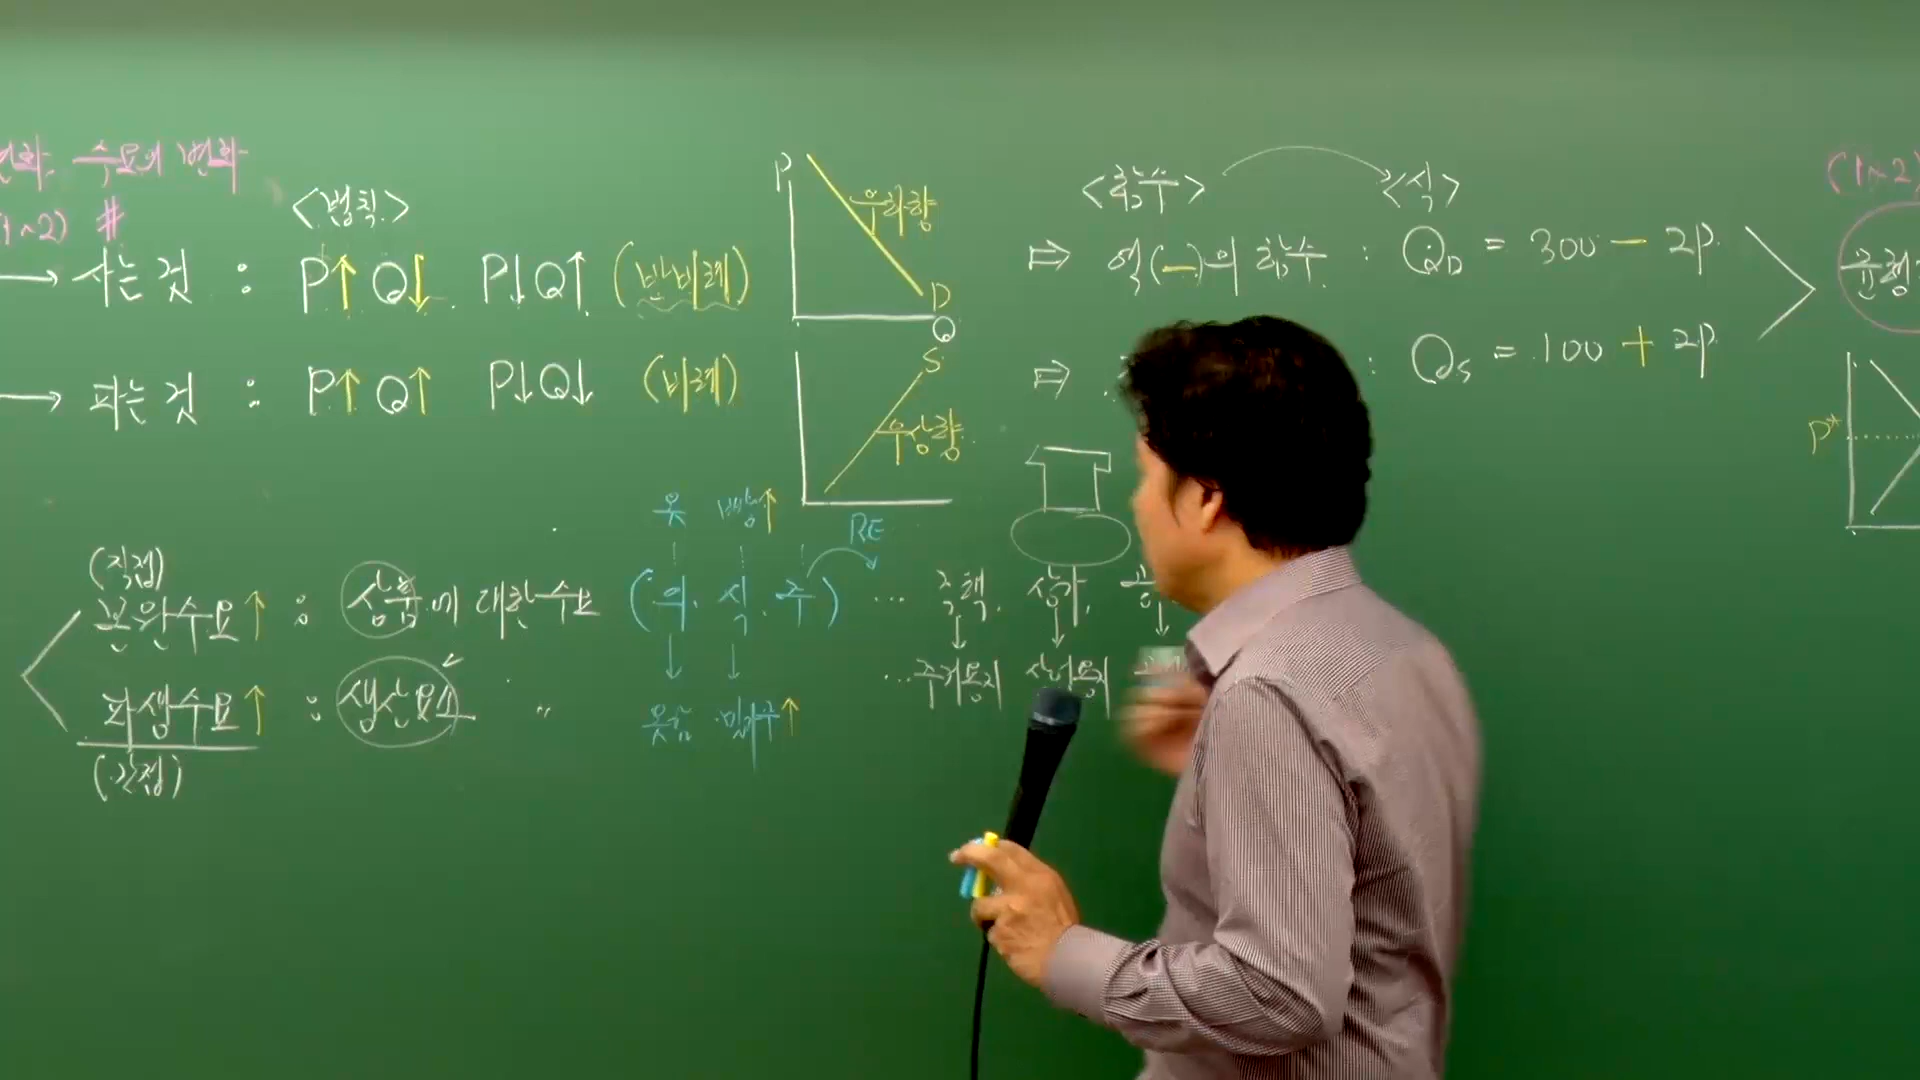 수요의 변화
(1~2) #
<법칙>
→ 사는 것 : P↑ Q↓ P↓ Q↑ (반비례)
P
우하향
D
Q
<함수>
<식>
⇒ 역(-)의 함수 : QD = 300 - 2P
(1~2)
→ 파는 것 : P↑ Q↑ P↓ Q↓ (비례)
S
우상향
⇒ : QS = 100 + 2P
P*
옷 빵↑
RE
(직접)
본원수요↑ : 상품에 대한 수요 (의, 식, 주) ... 주택, 상가,
파생수요↑ : 생산요소 〃
... 주거용지 상업용지
옷감 밀가루↑
(간접)